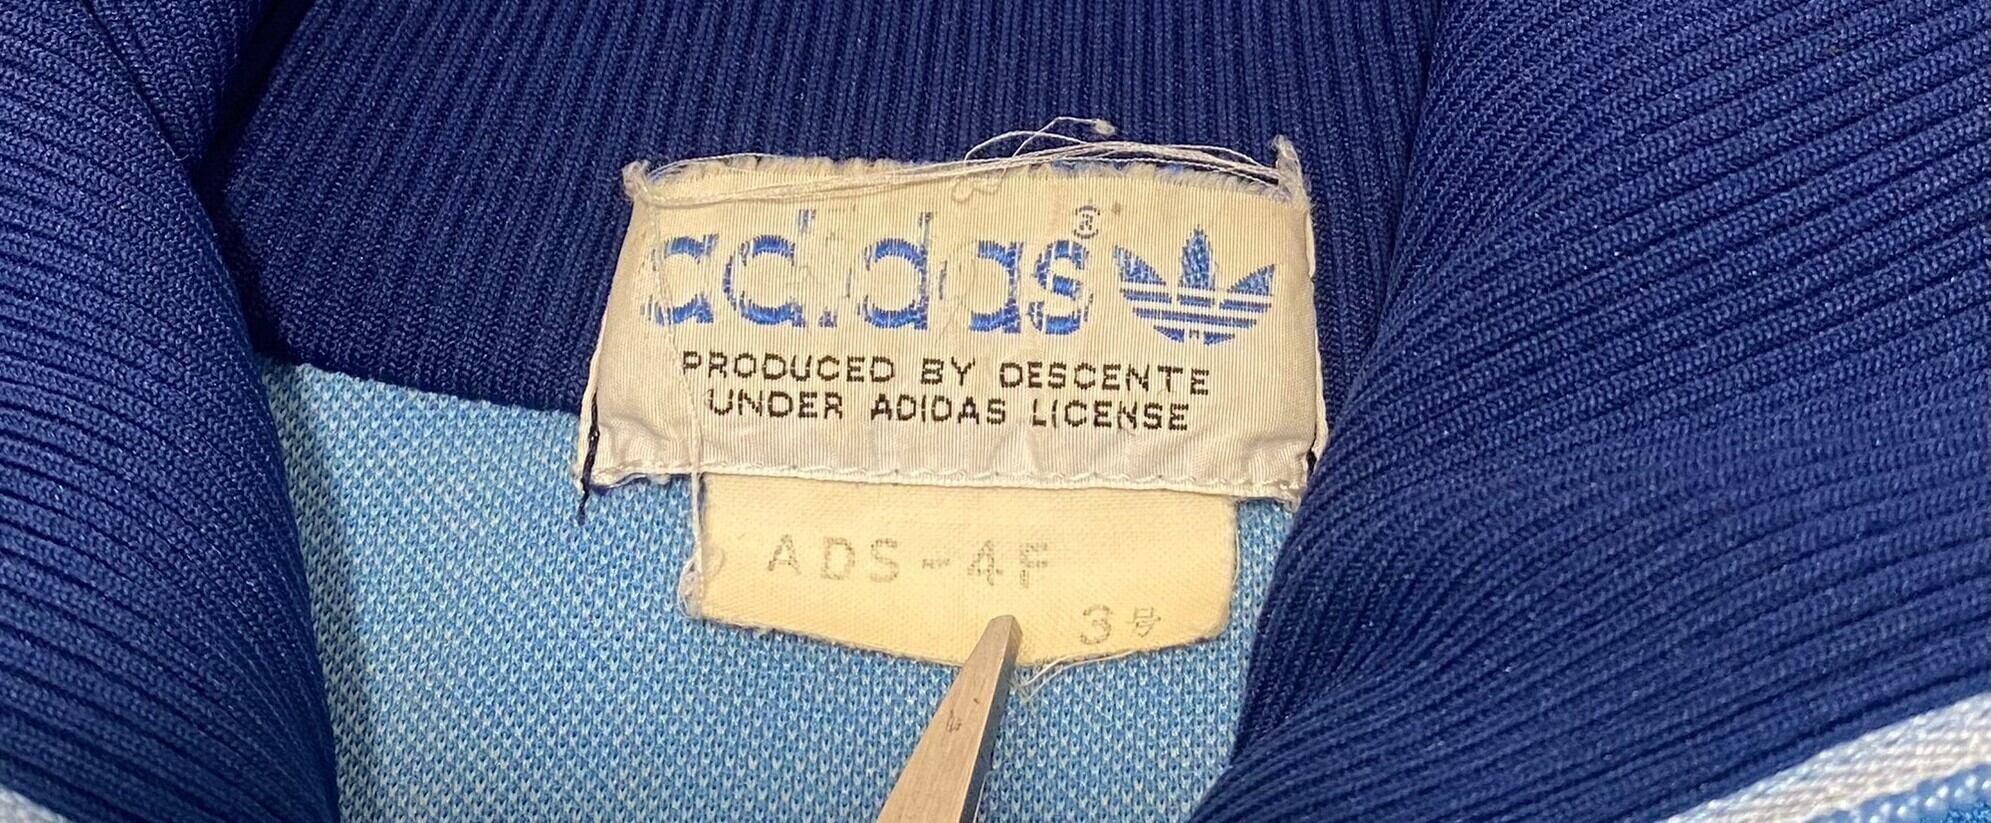 adidas®
PRODUCED BY DESCENTE
UNDER ADIDAS LICENSE
ADS-4F
3号